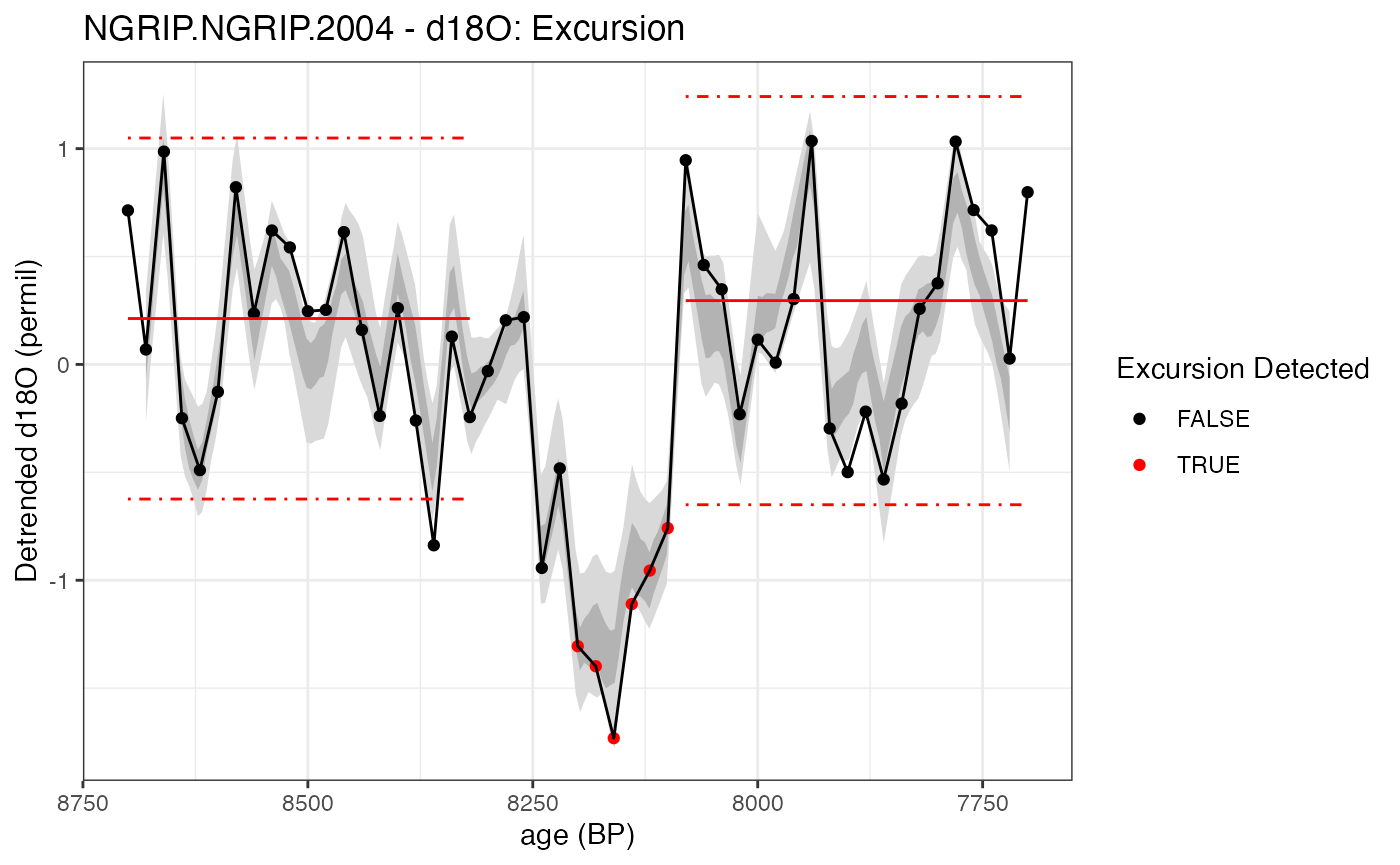 NGRIP.NGRIP.2004 - d18O: Excursion
Detrended d18O (permil)
1
0
-1
8750
8500
8250
8000
7750
age (BP)
Excursion Detected
FALSE
TRUE